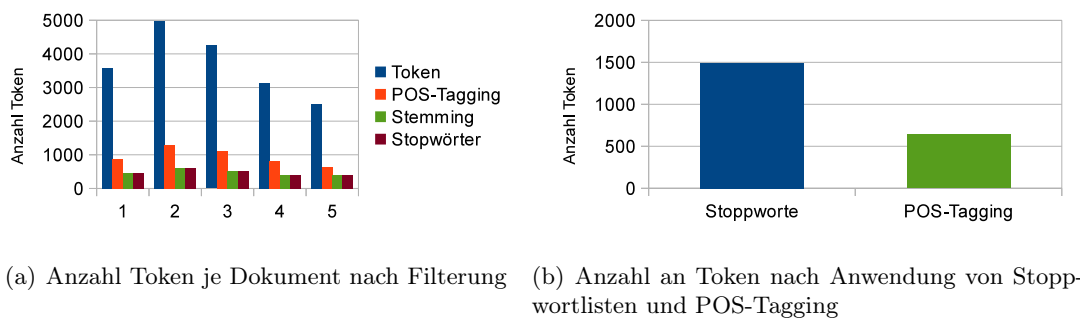 5000
4000
3000
2000
1000
0
Anzahl Token
1 2 3 4 5
Token
POS-Tagging
Stemming
Stopwörter
2000
1500
1000
500
0
Anzahl Token
Stoppworte POS-Tagging
(a) Anzahl Token je Dokument nach Filterung
(b) Anzahl an Token nach Anwendung von Stopp-
wortlisten und POS-Tagging